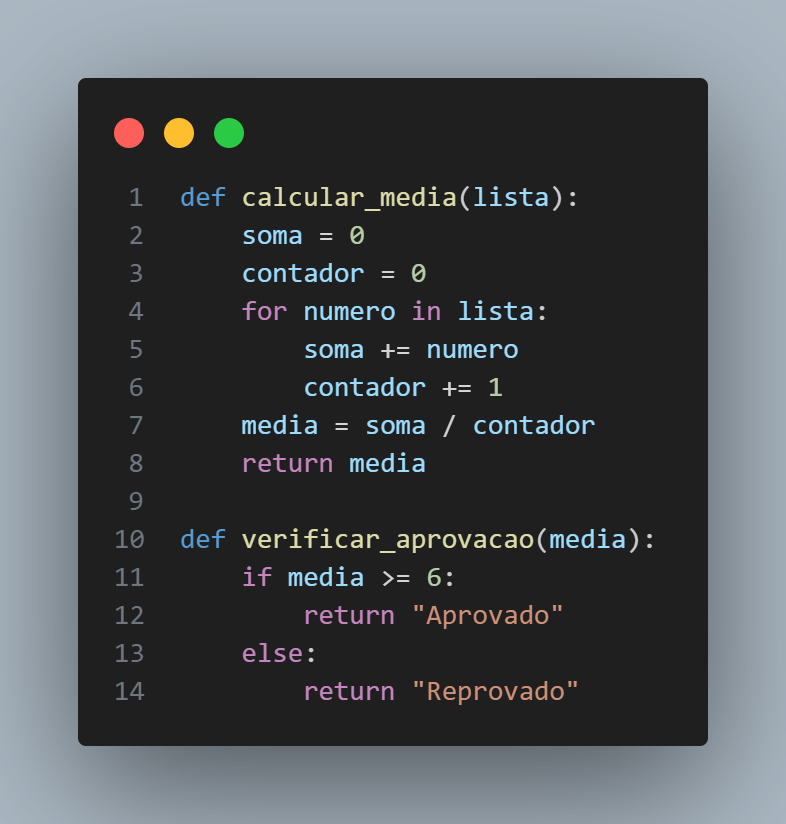 1 def calcular_media(lista):
2     soma = 0
3     contador = 0
4     for numero in lista:
5         soma += numero
6         contador += 1
7     media = soma / contador
8     return media
9
10 def verificar_aprovacao(media):
11     if media >= 6:
12         return "Aprovado"
13     else:
14         return "Reprovado"